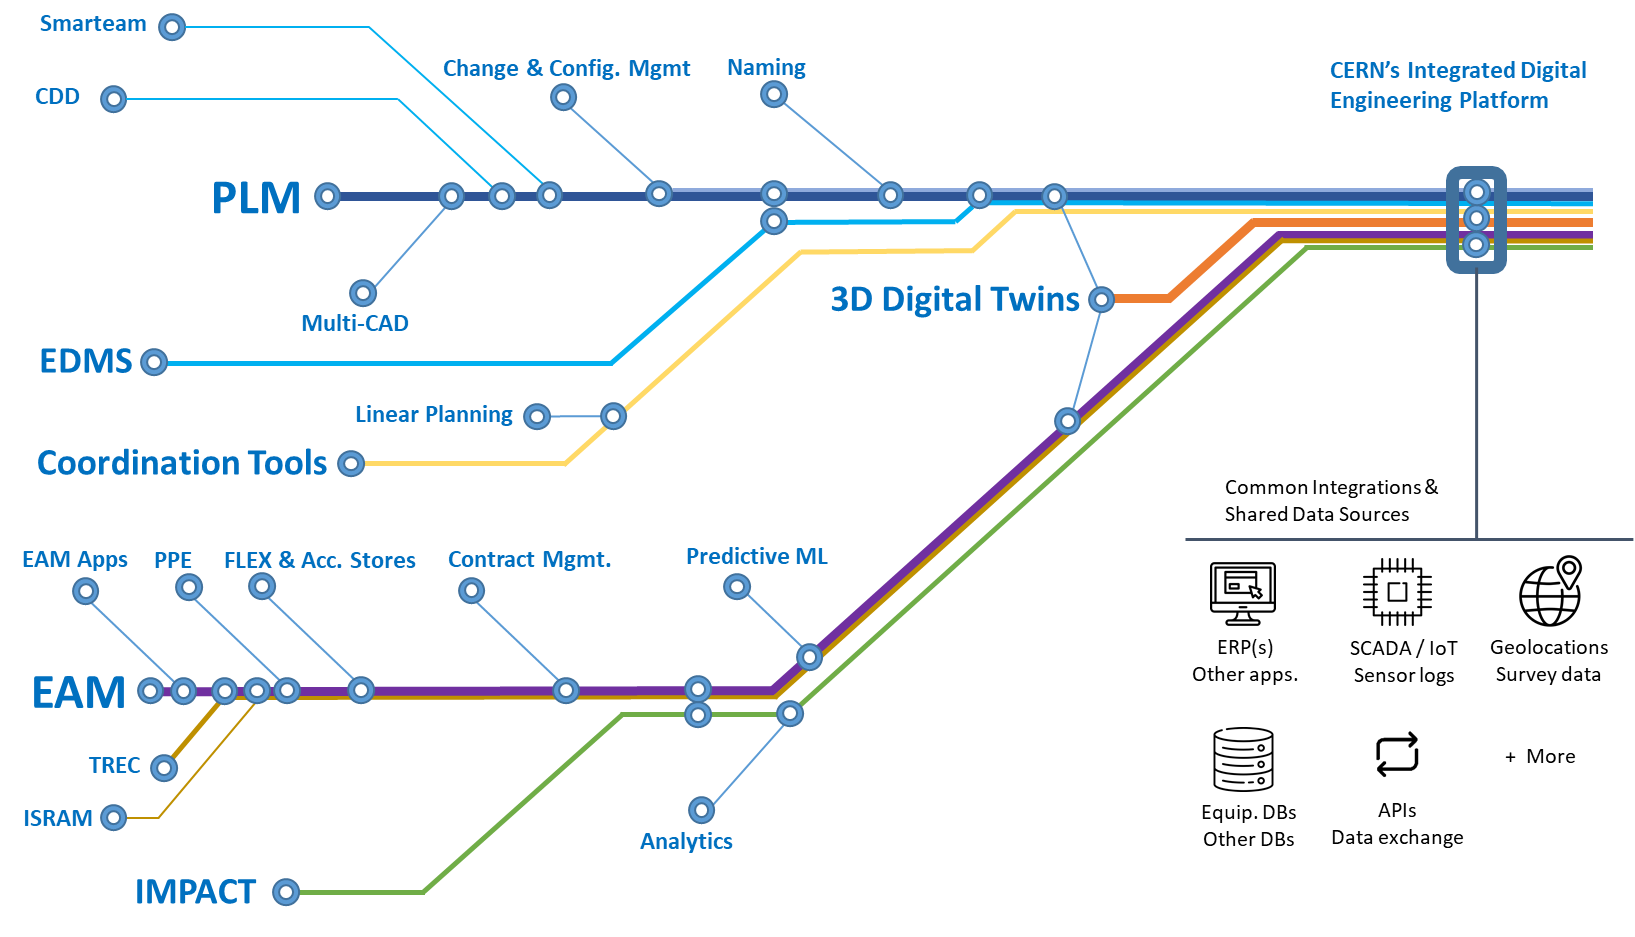 Smarteam
CDD
Change & Config. Mgmt
Naming
CERN's Integrated Digital
Engineering Platform
PLM
Multi-CAD
3D Digital Twins
EDMS
Linear Planning
Coordination Tools
Common Integrations &
Shared Data Sources
EAM Apps
PPE
FLEX & Acc. Stores
Contract Mgmt.
Predictive ML
ERP(s)
Other apps.
SCADA / IoT
Sensor logs
Geolocations
Survey data
EAM
TREC
ISRAM
Analytics
IMPACT
Equip. DBs
Other DBs
APIs
Data exchange
+ More